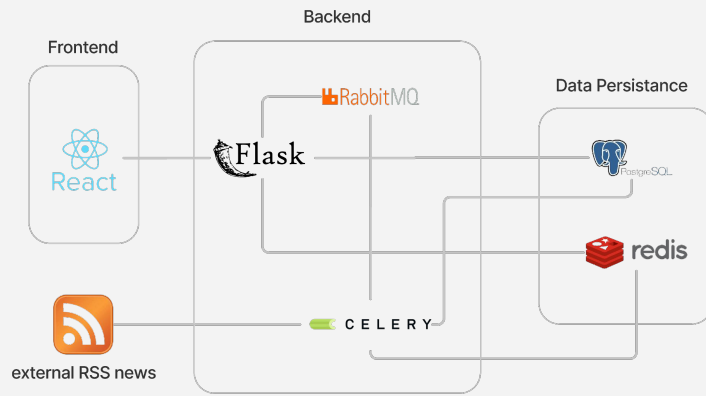 Backend
Frontend
Data Persistance
RabbitMQ
Flask
React
PostgreSQL
redis
CELERY
external RSS news